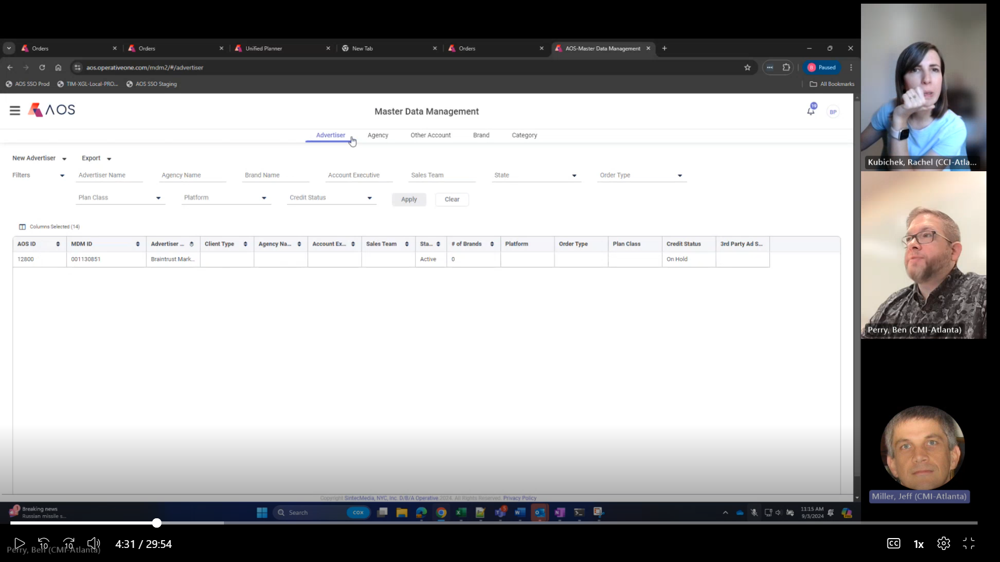 Orders
Orders
Unified Planner
New Tab
Orders
AOS-Master Data Management
aos.operativeone.com/mdm2/#/advertiser
B Paused
AOS SSO Prod
TIM-XGL-Local-PRO...
AOS SSO Staging
All Bookmarks
AOS
Master Data Management
19
BP
Advertiser
Agency
Other Account
Brand
Category
New Advertiser
Export
Filters
Advertiser Name
Agency Name
Brand Name
Account Executive
Sales Team
State
Order Type
Plan Class
Platform
Credit Status
Apply
Clear
Columns Selected (14)
AOS ID MDM ID Advertiser ... Client Type Agency Na... Account Ex... Sales Team Sta... # of Brands Platform Order Type Plan Class Credit Status 3rd Party Ad S...
12800 001130851 Braintrust Mark... Active 0 On Hold
Copyright SintecMedia, NYC, Inc. D/B/A Operative 2024. All Rights Reserved. Privacy Policy
1
Breaking news
Russian missile s...
Search
COX
5
11:15 AM
9/3/2024
Kubichek, Rachel (CCI-Atla...
Perry, Ben (CMI-Atlanta)
Miller, Jeff (CMI-Atlanta)
10
10
4:31 / 29:54
CC
1x
Perry, Ben (CMI-Atlanta)